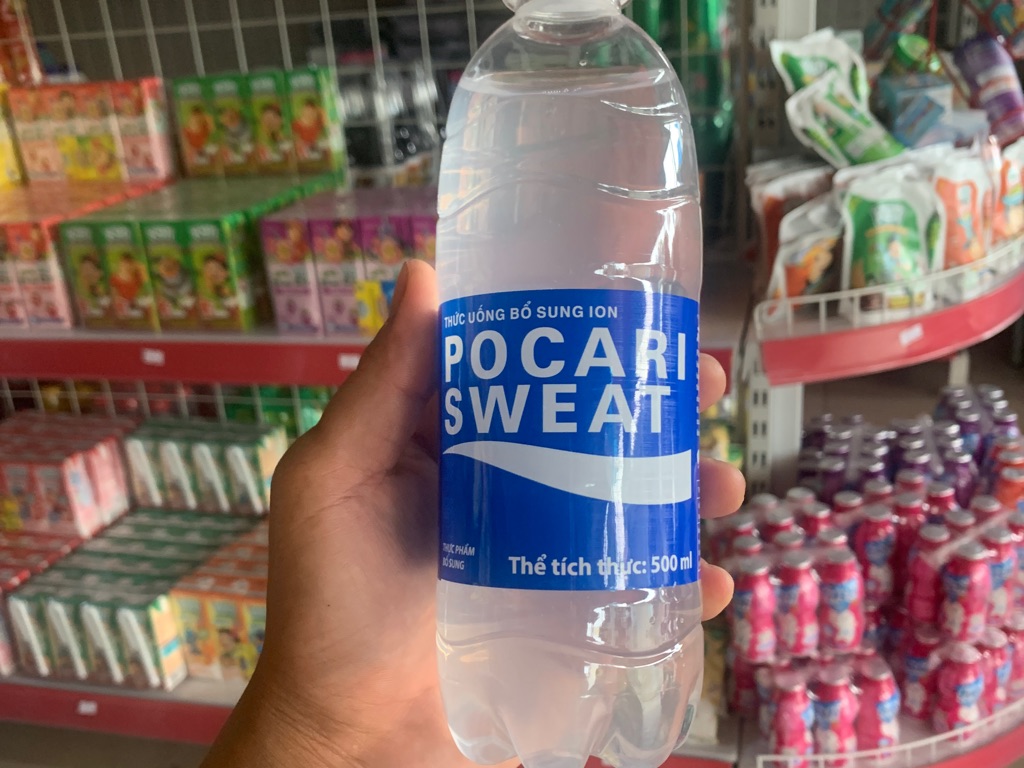 THỨC UỐNG BỔ SUNG ION
POCARI
SWEAT
THỰC PHẨM
BỔ SUNG
Thể tích thực: 500 ml